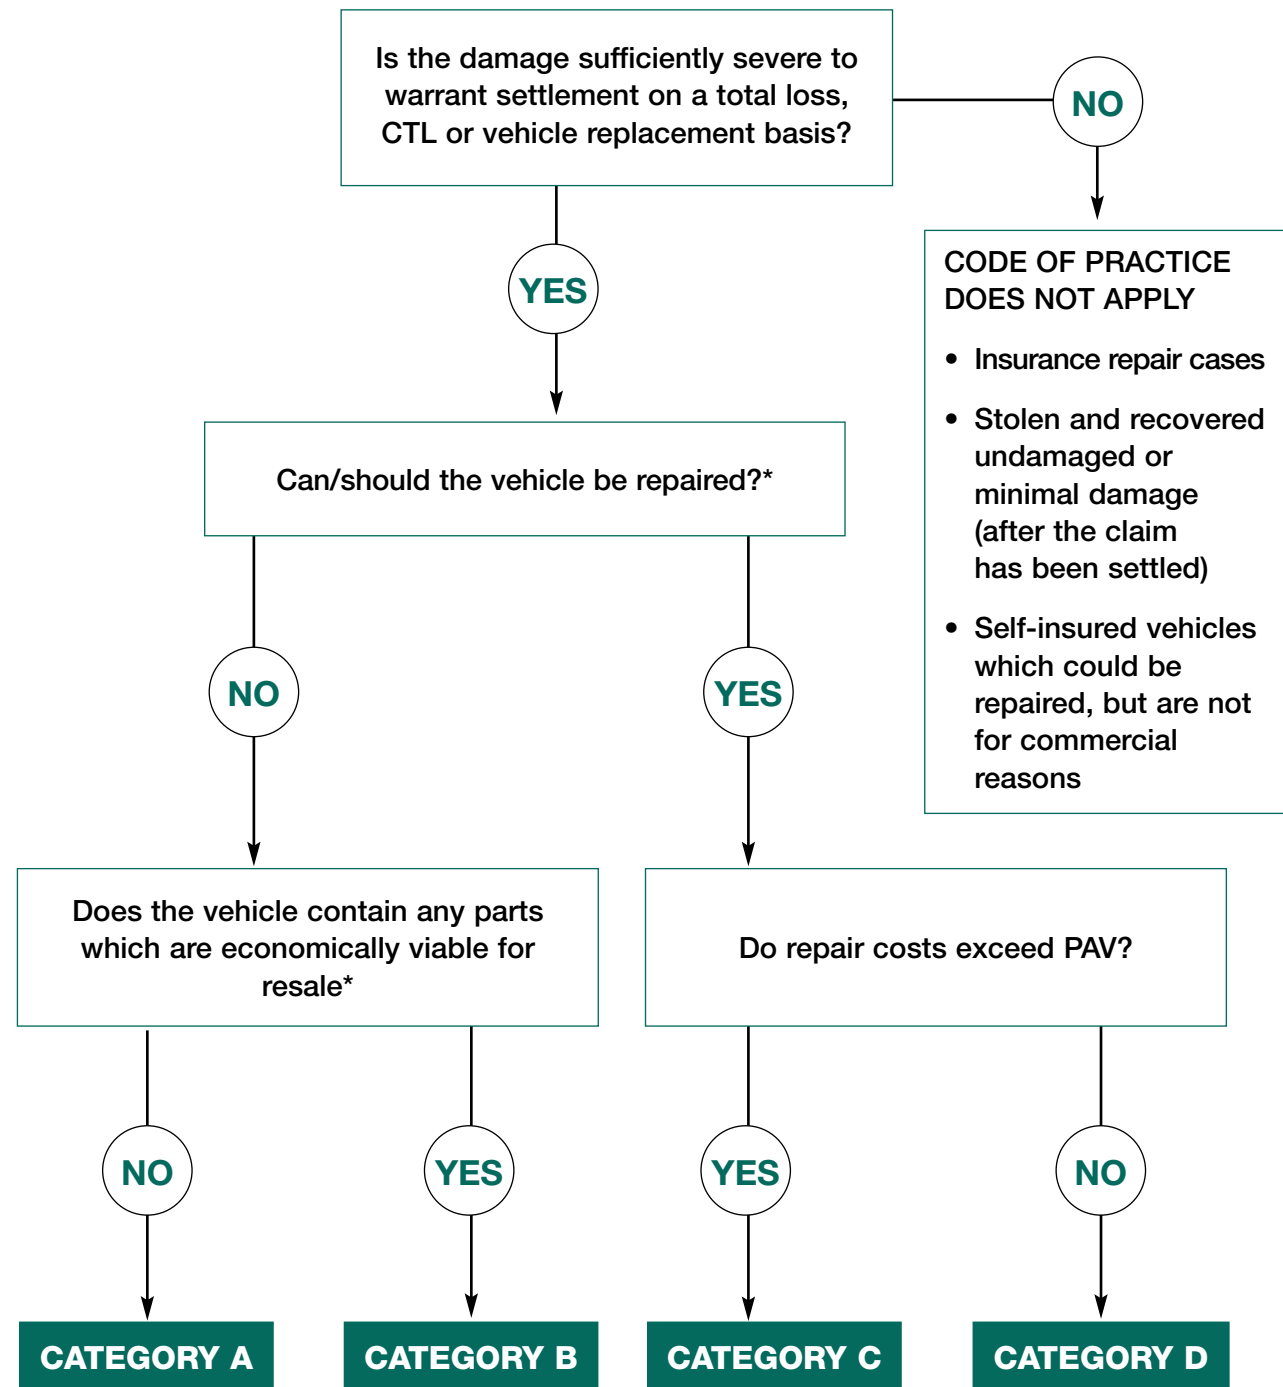 Is the damage sufficiently severe to
warrant settlement on a total loss,
CTL or vehicle replacement basis?
NO
YES
CODE OF PRACTICE
DOES NOT APPLY
• Insurance repair cases
• Stolen and recovered
undamaged or
minimal damage
(after the claim
has been settled)
• Self-insured vehicles
which could be
repaired, but are not
for commercial
reasons
Can/should the vehicle be repaired?*
NO
YES
Does the vehicle contain any parts
which are economically viable for
resale*
Do repair costs exceed PAV?
NO
YES
YES
NO
CATEGORY A
CATEGORY B
CATEGORY C
CATEGORY D